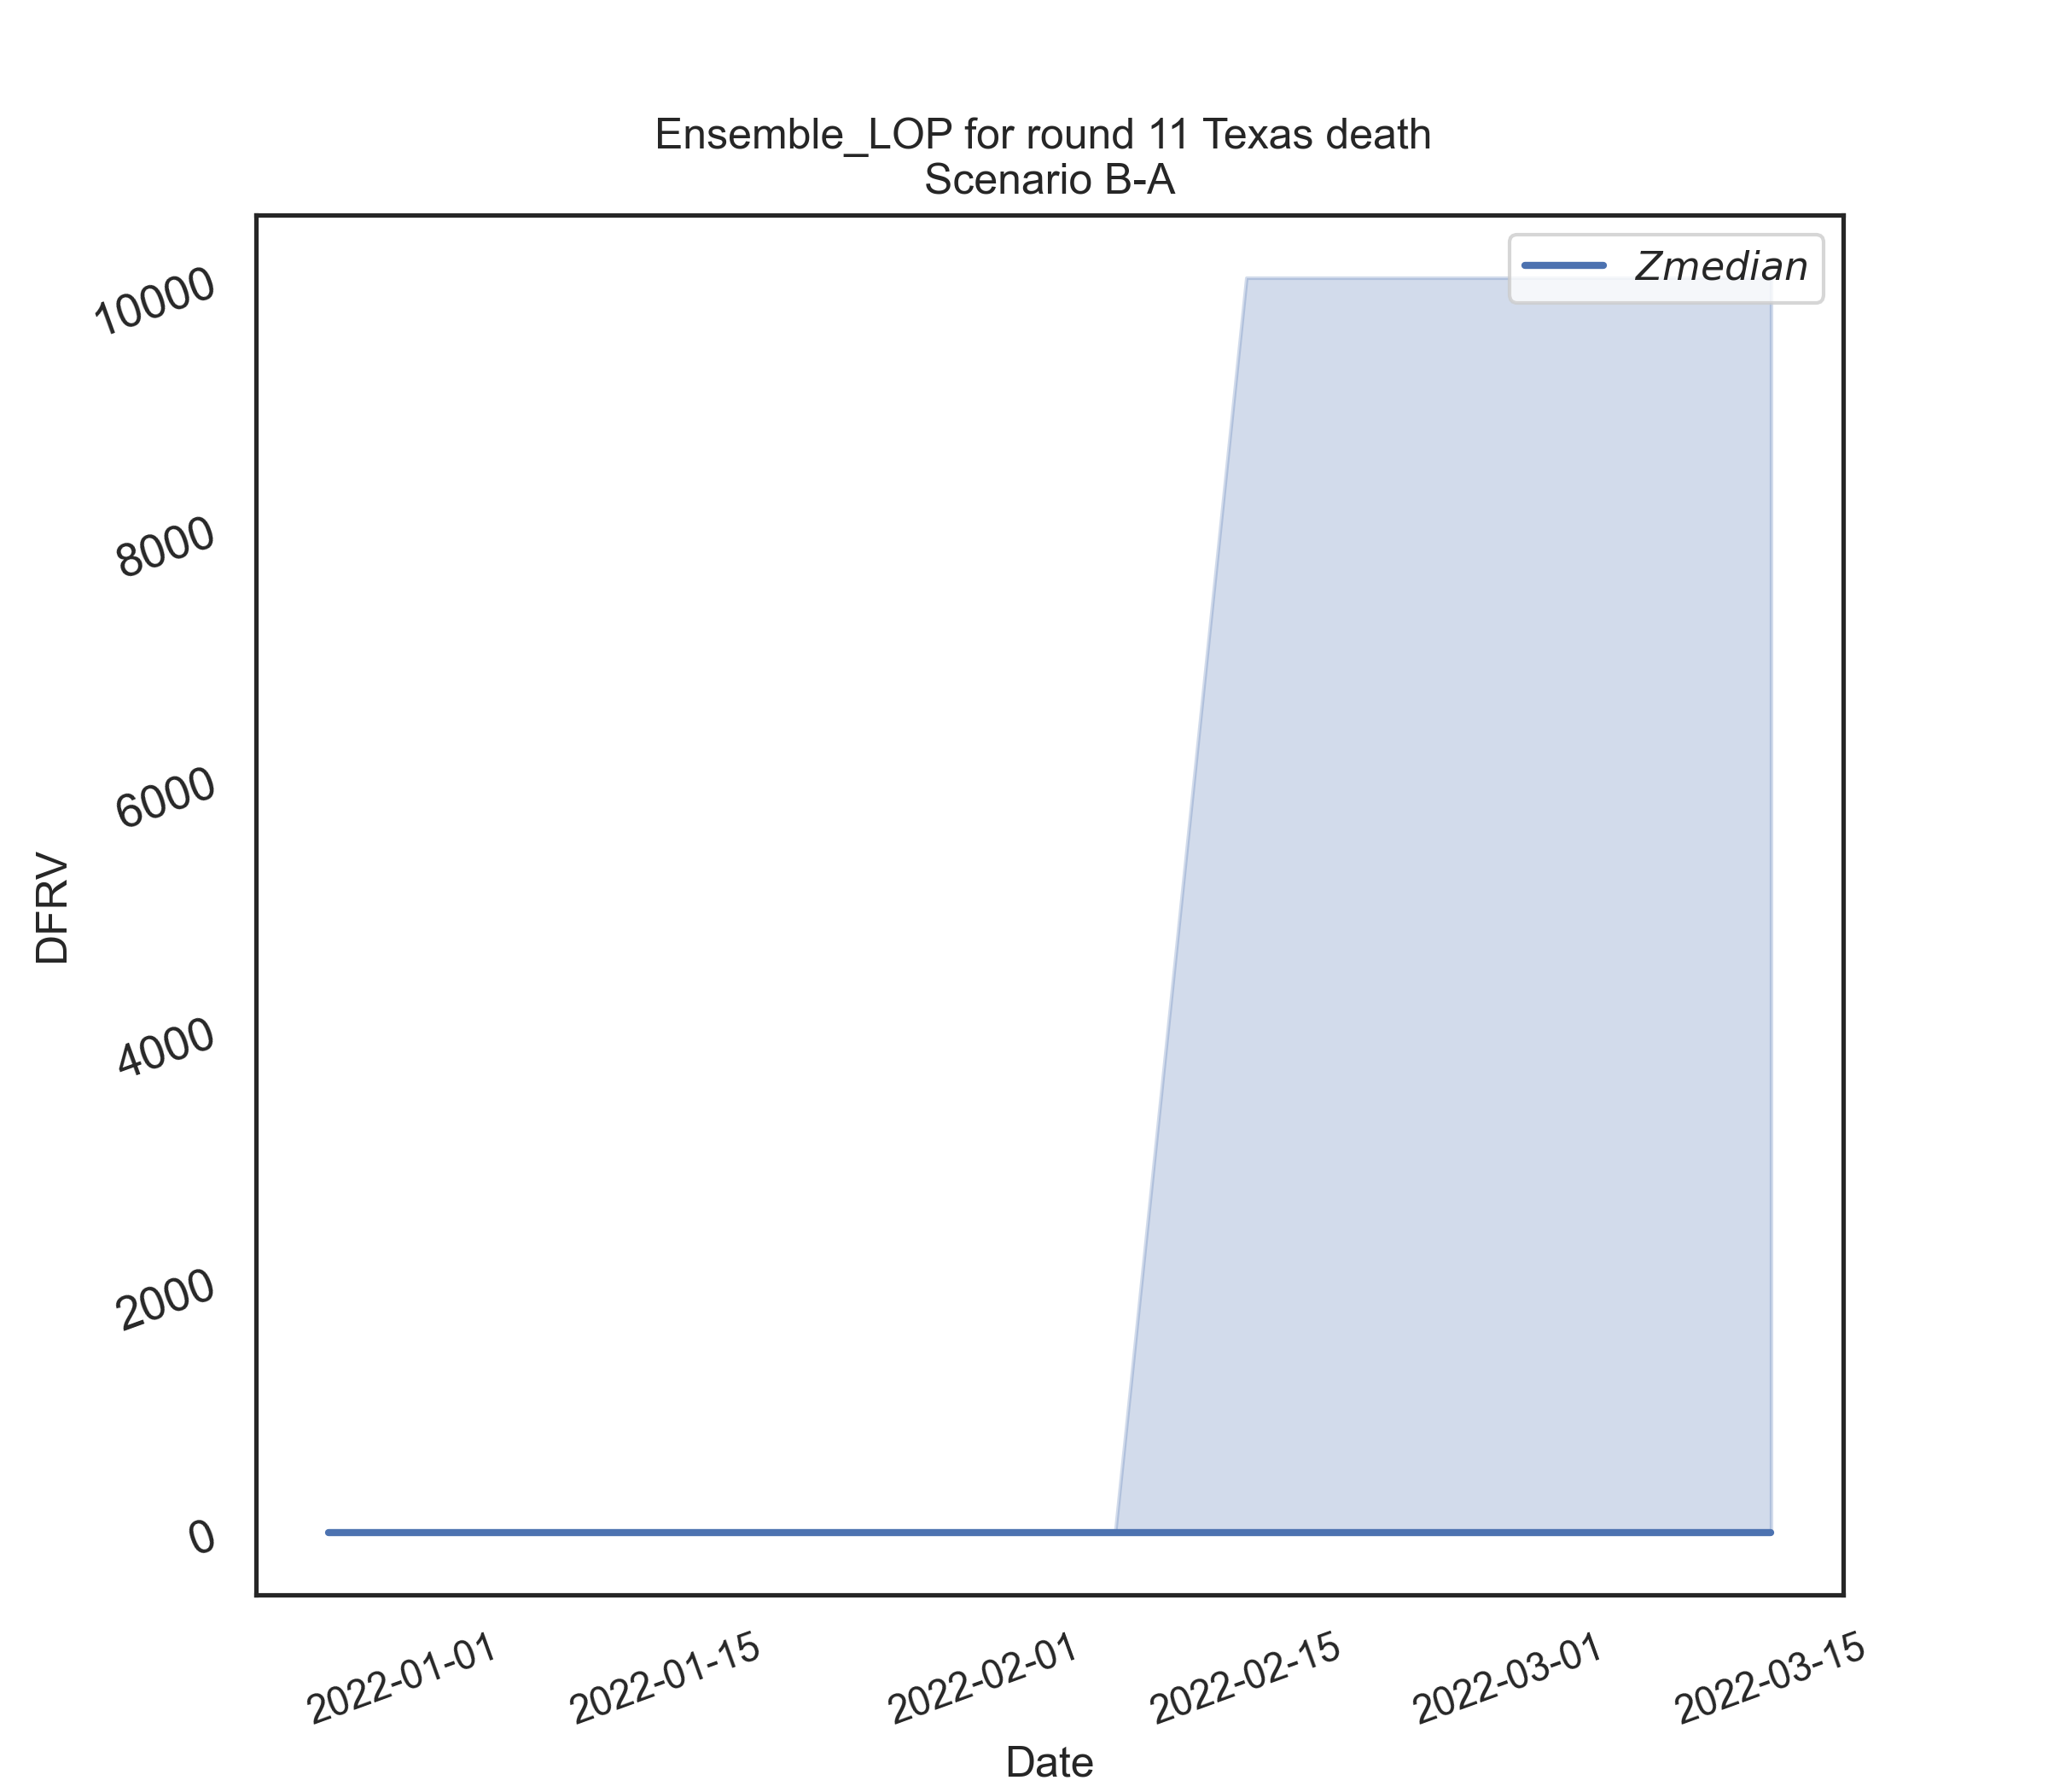 Ensemble_LOP for round 11 Texas death
Scenario B-A
Zmedian
10000
8000
6000
4000
2000
0
DFRV
2022-01-01
2022-01-15
2022-02-01
2022-02-15
2022-03-01
2022-03-15
Date